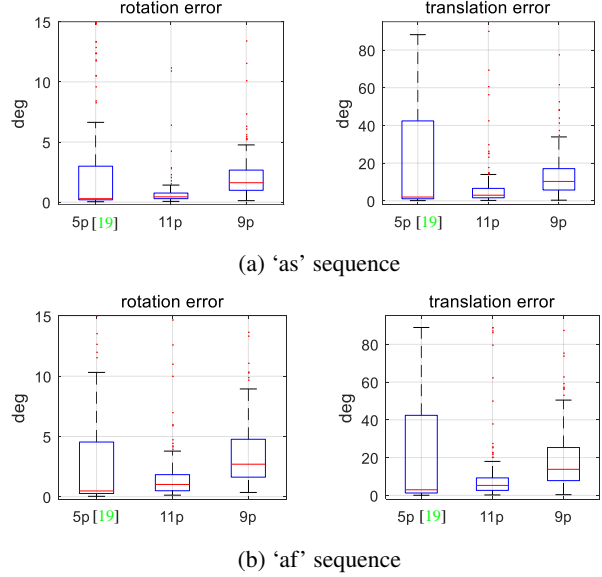 rotation error
translation error
deg
15
10
5
0
5p [19]
11p
9p
deg
80
60
40
20
0
5p [19]
11p
9p
(a) ‘as’ sequence
rotation error
translation error
deg
15
10
5
0
5p [19]
11p
9p
deg
80
60
40
20
0
5p [19]
11p
9p
(b) ‘af’ sequence